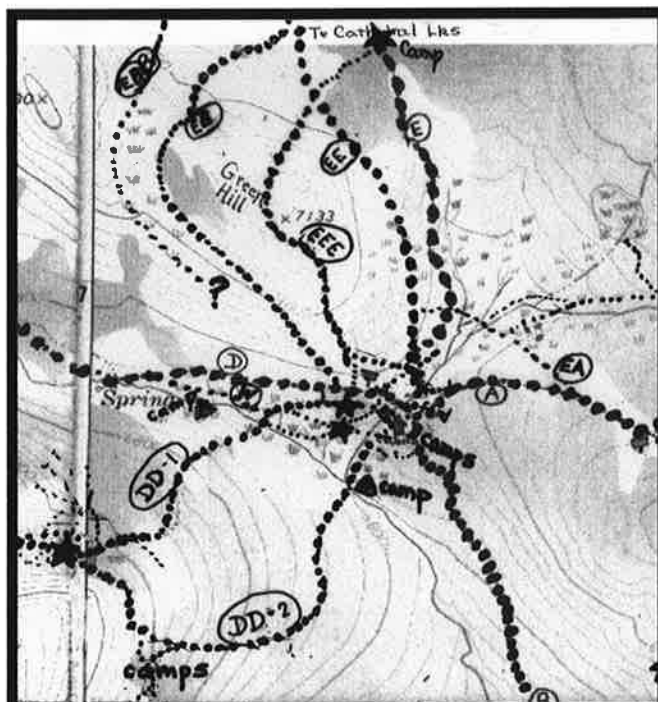 To Cathedral Lks
Camp
EBB
EB
EE
E
Green
Hill
x 7133
EEE
7
?
D
EA
A
Spring
camps
DD-1
camp
DD-2
camps
B